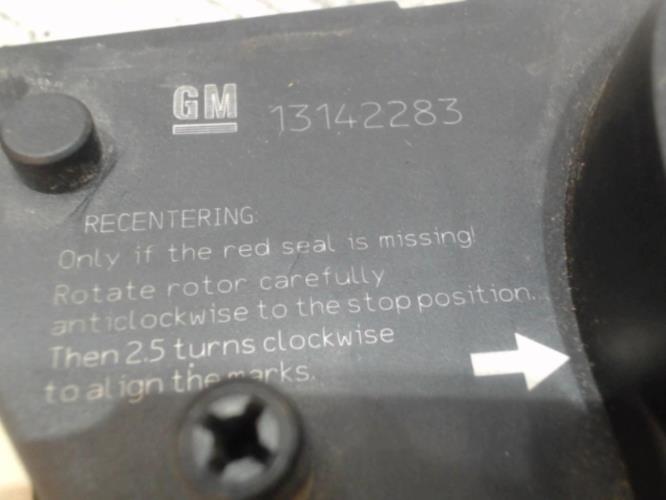 GM 13142283
RECENTERING:
Only if the red seal is missing!
Rotate rotor carefully
anticlockwise to the stop position.
Then 2.5 turns clockwise
to align the marks.